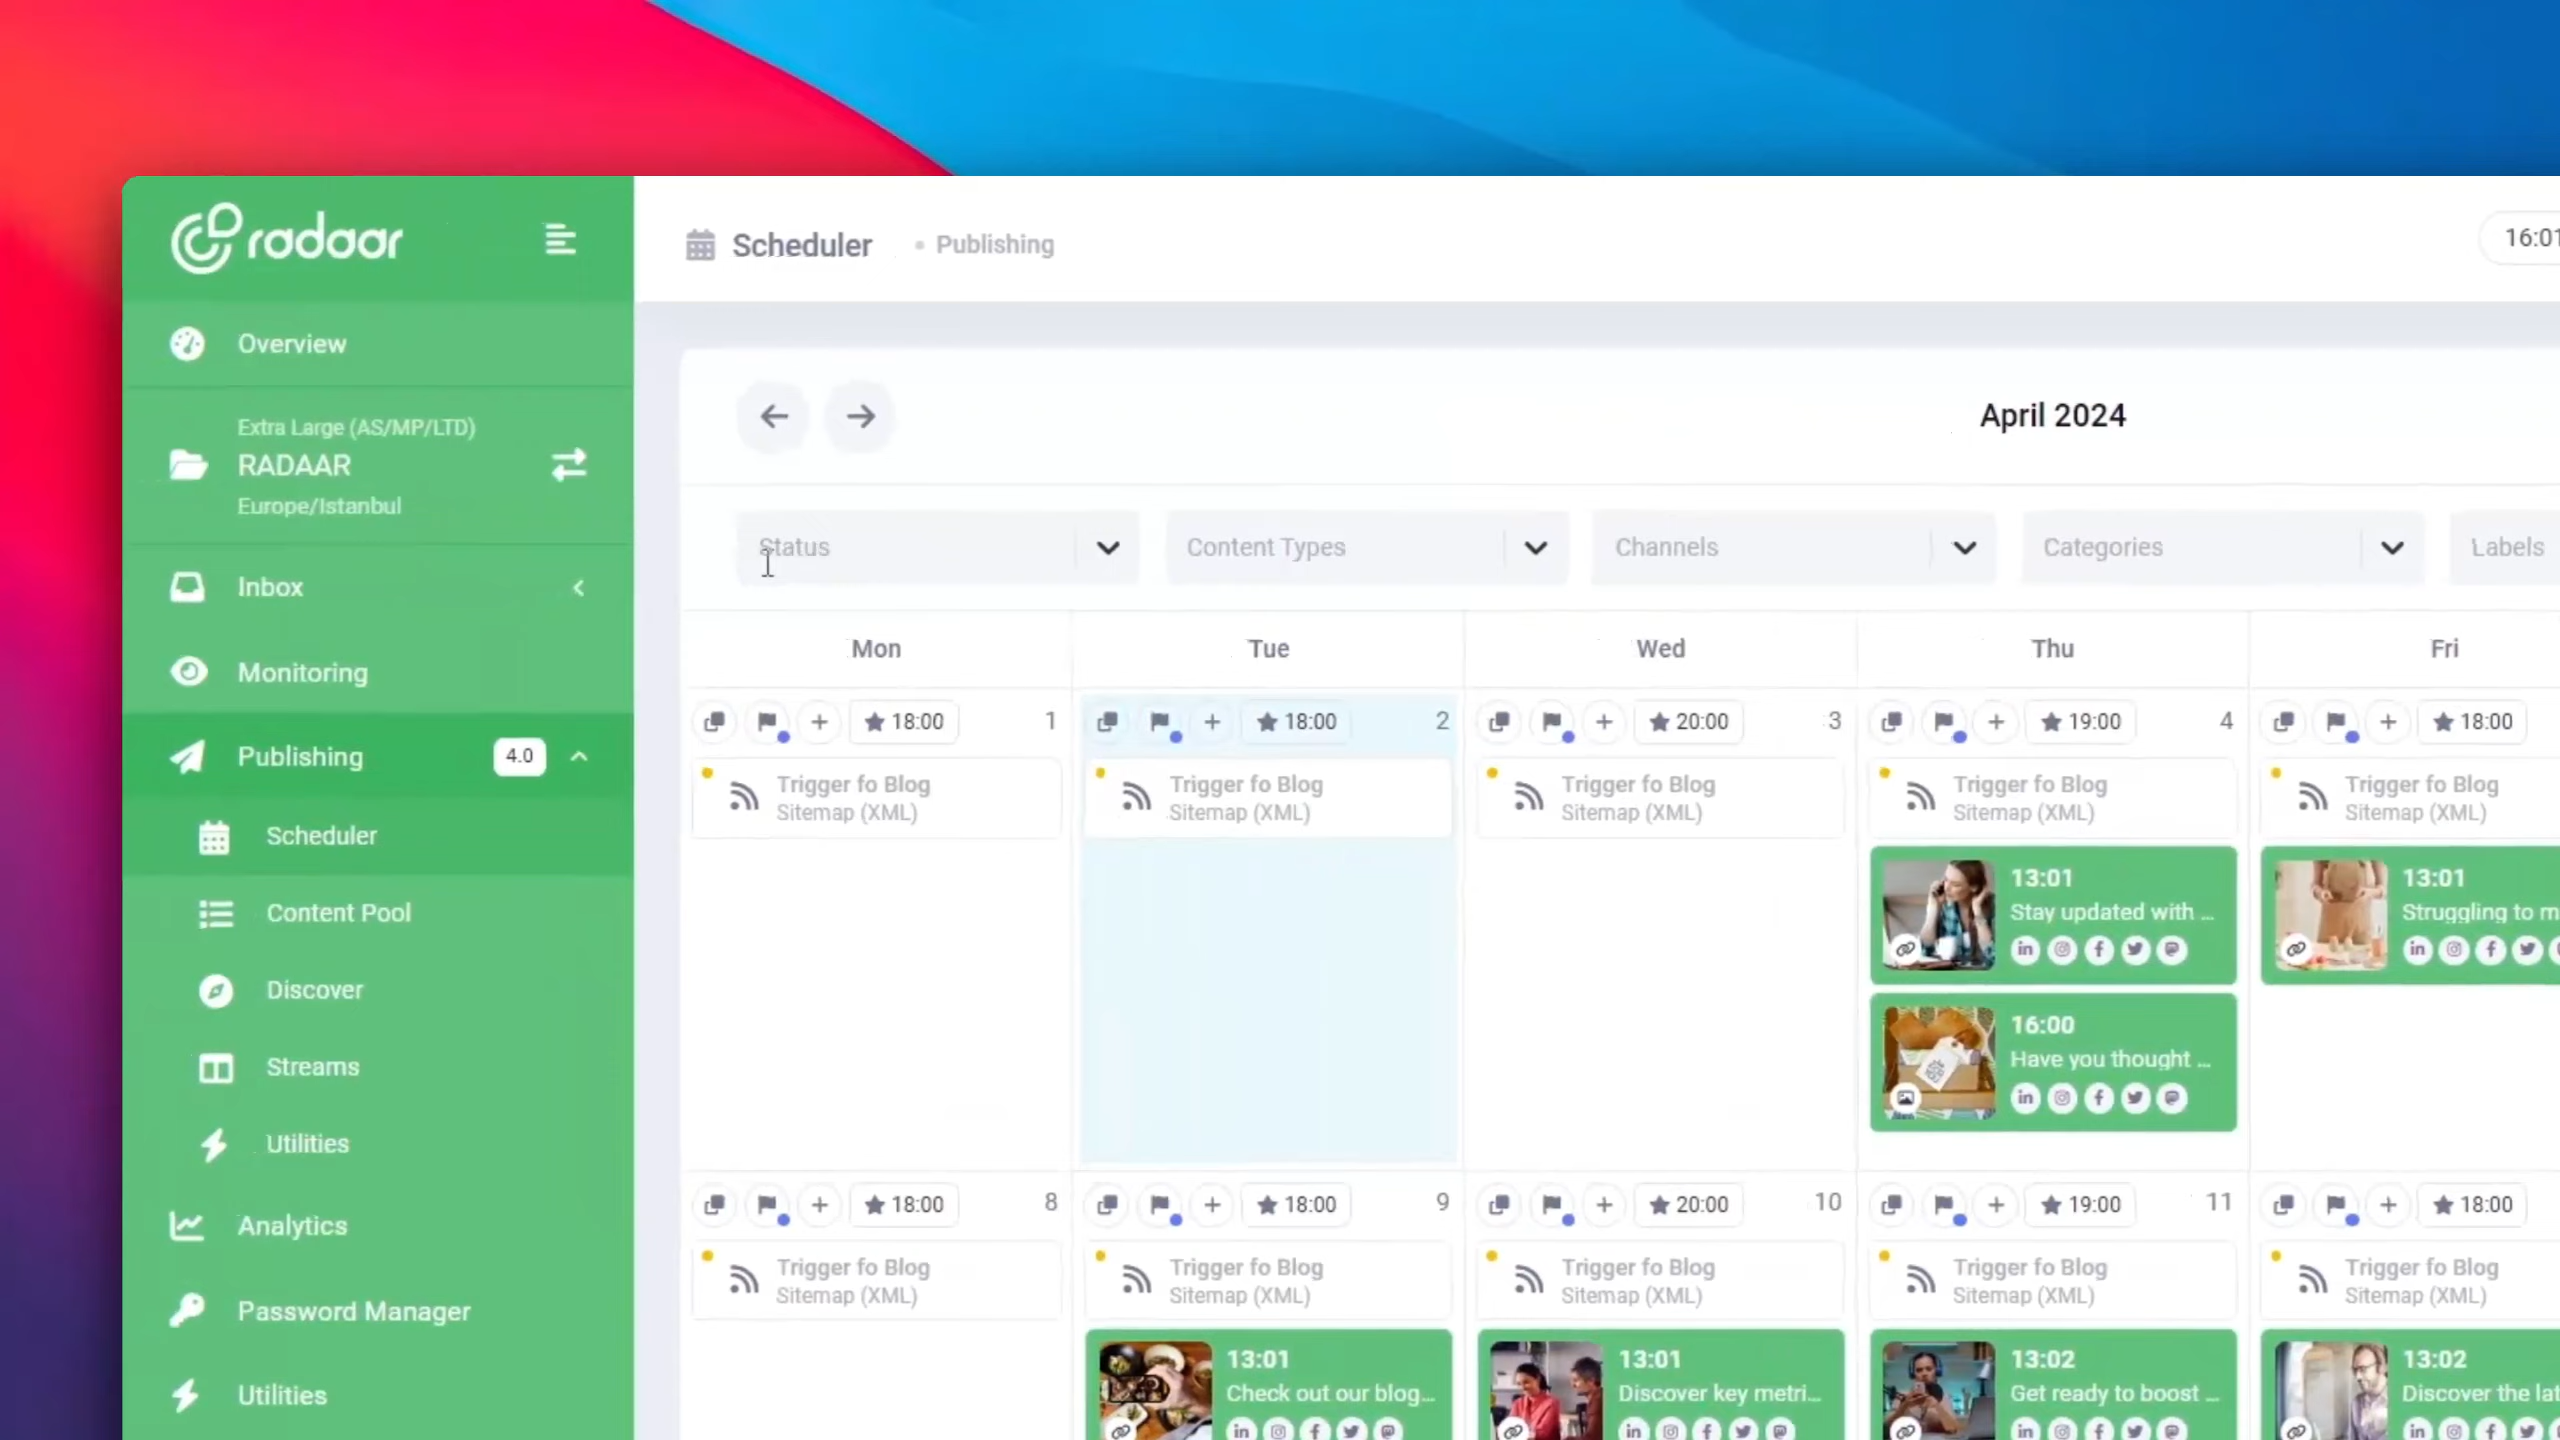 radaar
Scheduler
Publishing
16:01
Overview
Extra Large (AS/MP/LTD)
RADAAR
Europe/Istanbul
Inbox
Monitoring
Publishing
4.0
Scheduler
Content Pool
Discover
Streams
Utilities
Analytics
Password Manager
Utilities
April 2024
Status
Content Types
Channels
Categories
Labels
Mon
Tue
Wed
Thu
Fri
18:00
1
18:00
2
20:00
3
19:00
4
18:00
Trigger fo Blog
Sitemap (XML)
Trigger fo Blog
Sitemap (XML)
Trigger fo Blog
Sitemap (XML)
Trigger fo Blog
Sitemap (XML)
Trigger fo Blog
Sitemap (XML)
13:01
Stay updated with ...
13:01
Struggling to m
16:00
Have you thought ...
18:00
8
18:00
9
20:00
10
19:00
11
18:00
Trigger fo Blog
Sitemap (XML)
Trigger fo Blog
Sitemap (XML)
Trigger fo Blog
Sitemap (XML)
Trigger fo Blog
Sitemap (XML)
Trigger fo Blog
Sitemap (XML)
13:01
Check out our blog...
13:01
Discover key metri...
13:02
Get ready to boost ...
13:02
Discover the lat